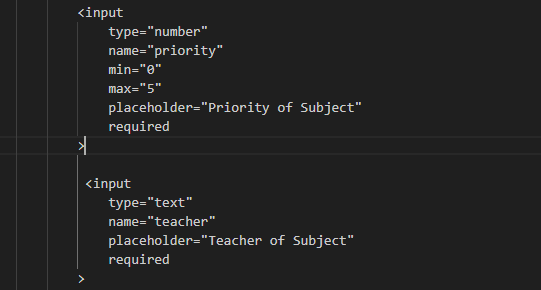 <input
type="number"
name="priority"
min="0"
max="5"
placeholder="Priority of Subject"
required
>
<input
type="text"
name="teacher"
placeholder="Teacher of Subject"
required
>